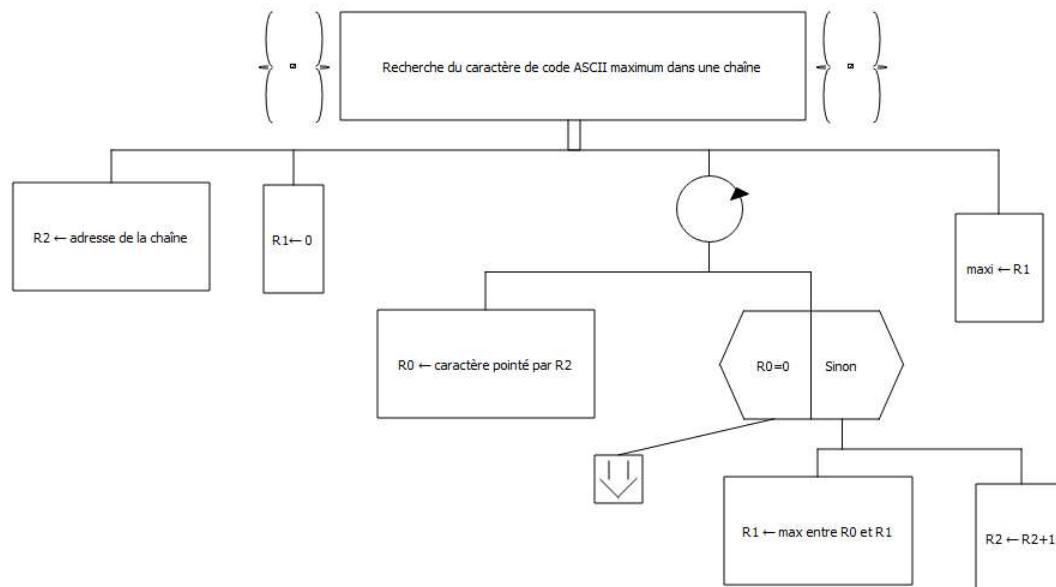 Recherche du caractère de code ASCII maximum dans une chaîne
R2 ← adresse de la chaîne
R1← 0
maxi ← R1
R0 ← caractère pointé par R2
R0=0
Sinon
R1 ← max entre R0 et R1
R2 ← R2+1